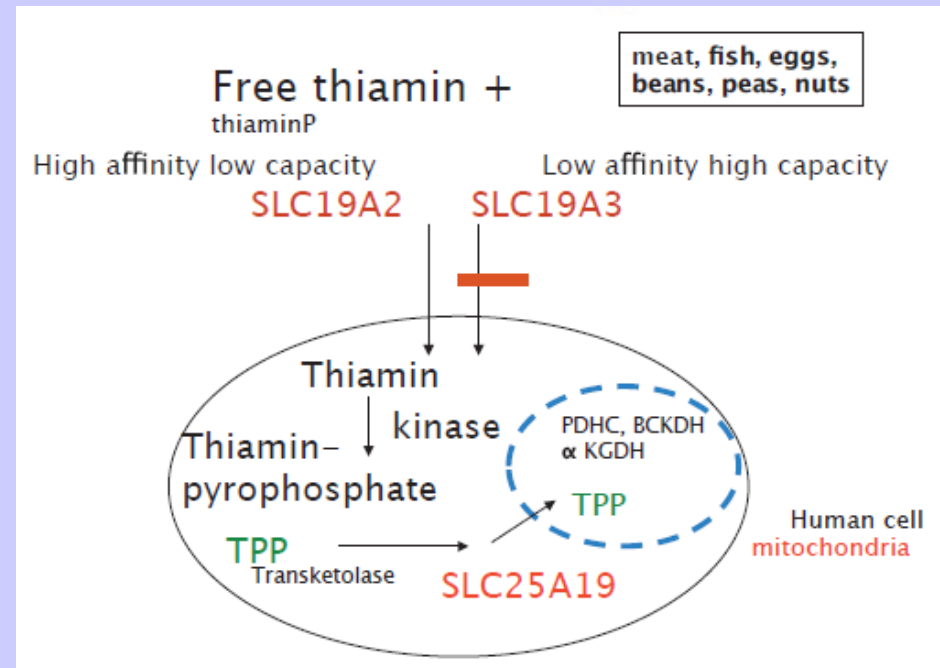 meat, fish, eggs,
beans, peas, nuts
Free thiamin +
thiaminP
High affinity low capacity
Low affinity high capacity
SLC19A2
SLC19A3
Thiamin
kinase
Thiamin-
pyrophosphate
PDHC, BCKDH
α KGDH
TPP
TPP
Transketolase
SLC25A19
Human cell
mitochondria